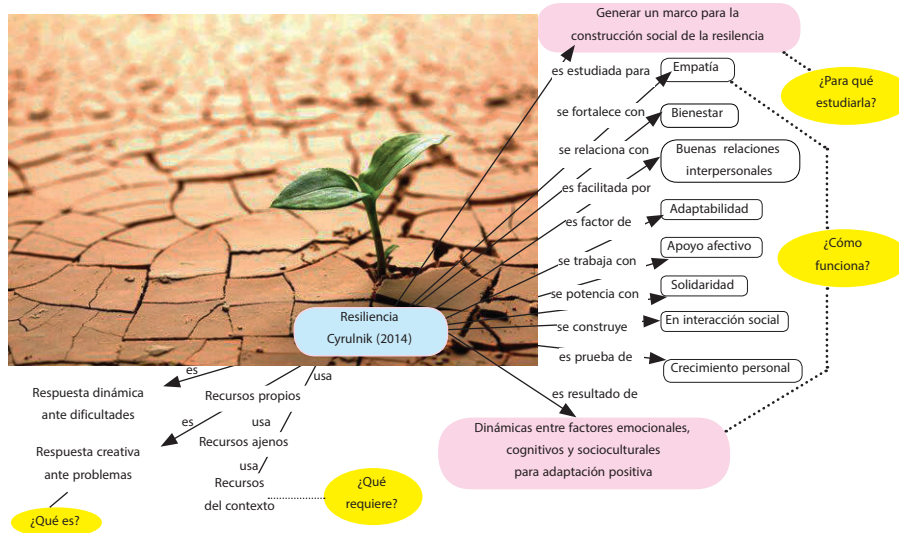 Generar un marco para la
construcción social de la resilencia
¿Para qué
estudiarla?
es estudiada para
Empatía
se fortalece con
Bienestar
se relaciona con
Buenas relaciones
interpersonales
es facilitada por
es factor de
Adaptabilidad
se trabaja con
Apoyo afectivo
¿Cómo
funciona?
se potencia con
Solidaridad
se construye
En interacción social
es prueba de
Crecimiento personal
es resultado de
Dinámicas entre factores emocionales,
cognitivos y socioculturales
para adaptación positiva
Resiliencia
Cyrulnik (2014)
es
Respuesta dinámica
ante dificultades
es
Respuesta creativa
ante problemas
¿Qué es?
usa
Recursos propios
usa
Recursos ajenos
usa
Recursos
del contexto
¿Qué
requiere?